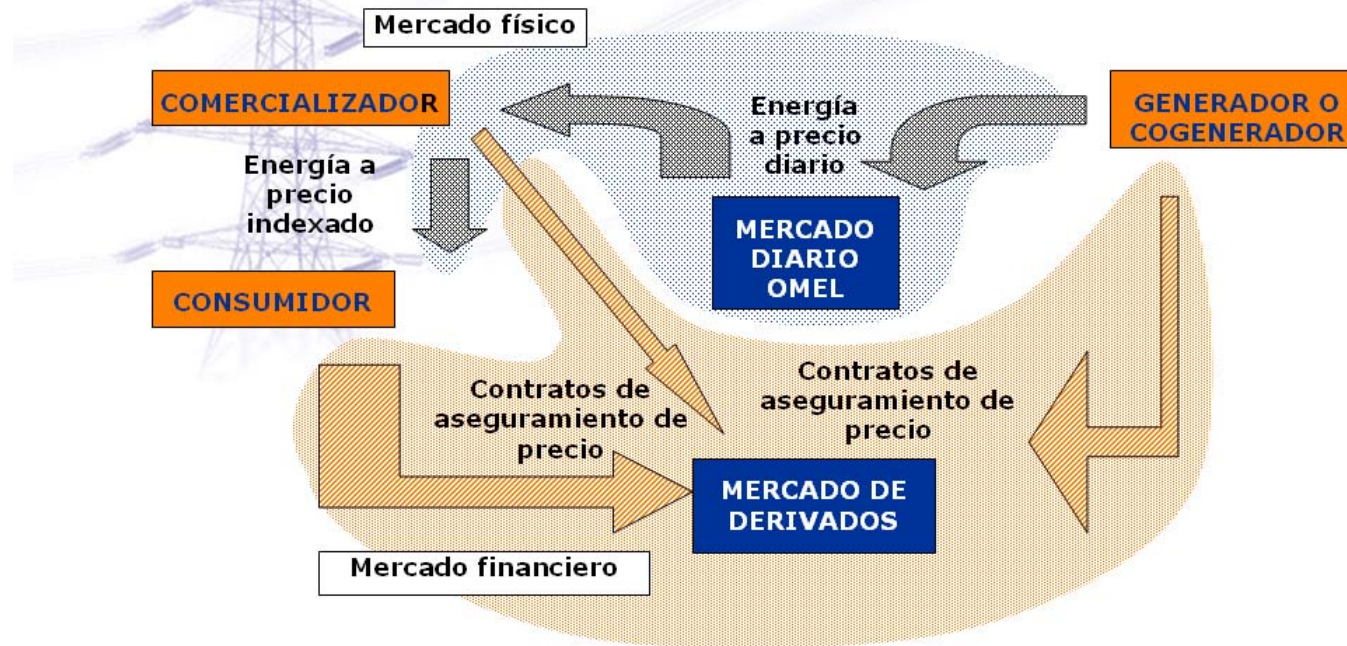 Mercado físico
COMERCIALIZADOR
GENERADOR O
COGENERADOR
Energía
a precio
diario
Energía a
precio
indexado
MERCADO
DIARIO
OMEL
CONSUMIDOR
Contratos de
aseguramiento de
precio
Contratos de
aseguramiento de
precio
MERCADO DE
DERIVADOS
Mercado financiero